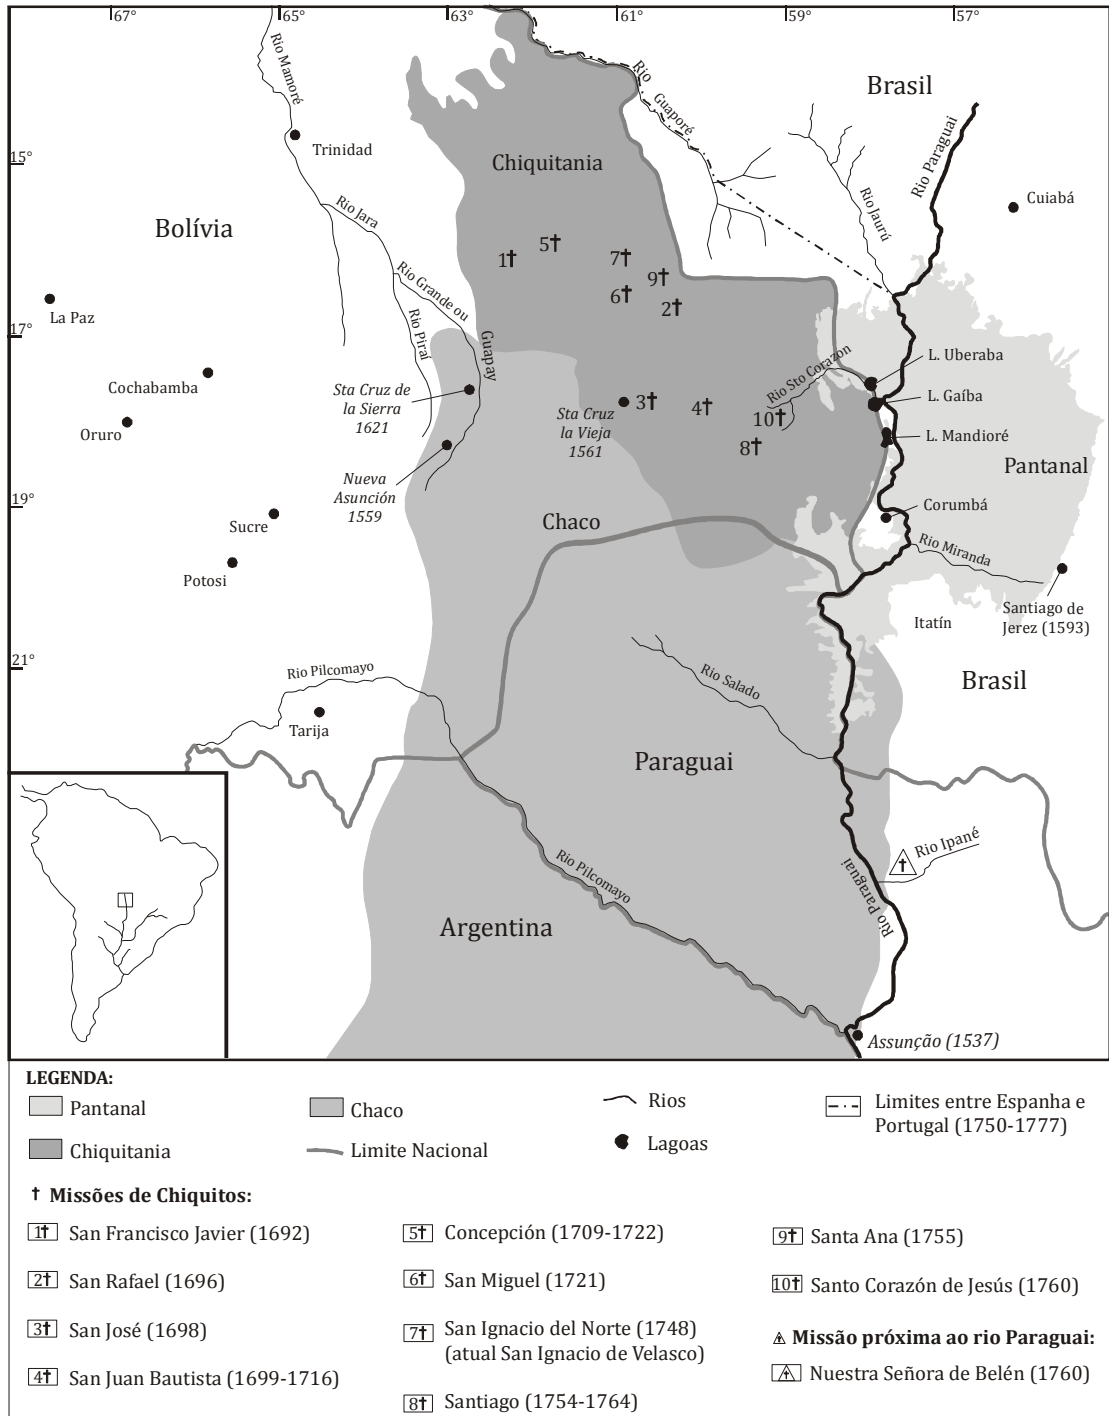 67°
65°
63°
61°
59°
57°
Rio Mamoré
Rio
Guaporé
Brasil
15°
Trinidad
Chiquitania
Rio Paraguai
Cuiabá
Rio Jara
Rio Jaurú
Bolívia
5✝
1✝
7✝
9✝
6✝
2✝
Rio Grande ou
Guapay
Rio Piraí
La Paz
17°
Rio Sto Corazon
L. Uberaba
Cochabamba
Sta Cruz de
la Sierra
1621
Sta Cruz
la Vieja
1561
3✝
4✝
10✝
8✝
L. Gaíba
Oruro
L. Mandioré
Pantanal
Nueva
Asunción
1559
19°
Sucre
Chaco
Corumbá
Rio Miranda
Potosi
Itatín
Santiago de
Jerez (1593)
21°
Rio Pilcomayo
Rio Salado
Brasil
Tarija
Paraguai
Rio Ipané
Rio Pilcomayo
Rio Paraguai
Argentina
Assunção (1537)
LEGENDA:
Pantanal
Chaco
Rios
Limites entre Espanha e
Portugal (1750-1777)
Chiquitania
Limite Nacional
Lagoas
✝ Missões de Chiquitos:
1✝ San Francisco Javier (1692)
2✝ San Rafael (1696)
3✝ San José (1698)
4✝ San Juan Bautista (1699-1716)
5✝ Concepción (1709-1722)
6✝ San Miguel (1721)
7✝ San Ignacio del Norte (1748)
(atual San Ignacio de Velasco)
8✝ Santiago (1754-1764)
9✝ Santa Ana (1755)
10✝ Santo Corazón de Jesús (1760)
Missão próxima ao rio Paraguai:
Nuestra Señora de Belén (1760)